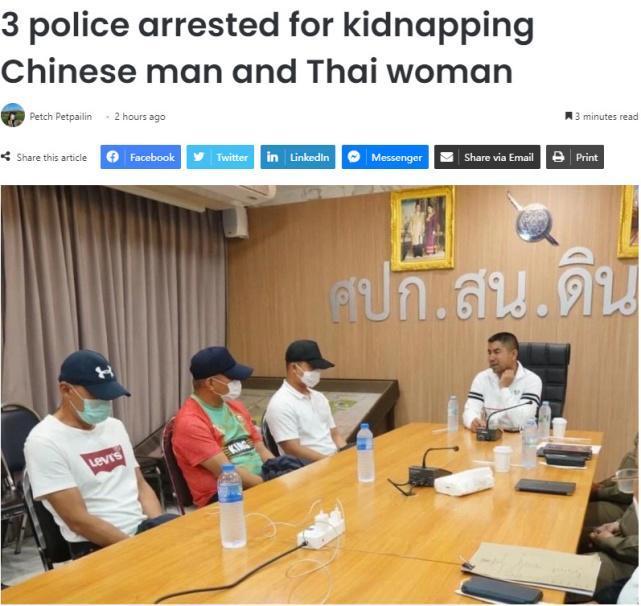 3 police arrested for kidnapping
Chinese man and Thai woman
Petch Petpailin
2 hours ago
3 minutes read
Share this article
Facebook
Twitter
in LinkedIn
Messenger
Share via Email
Print
ศปก.สน.ดิน
LEVI'S
KING